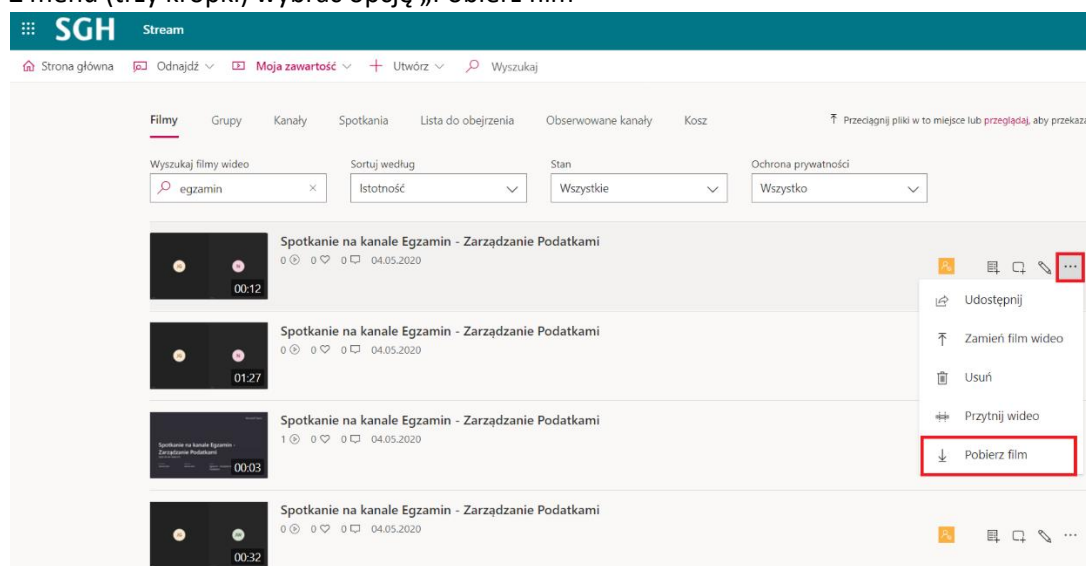 Z menu (trzy kropki) wybrać opcję „Pobierz film"
SGH Stream
Strona główna Odnajdź Moja zawartość Utwórz Wyszukaj
Filmy Grupy Kanały Spotkania Lista do obejrzenia Obserwowane kanały Kosz Przeciągnij pliki w to miejsce lub przeglądaj, aby przekaza
Wyszukaj filmy wideo Sortuj według Stan Ochrona prywatności
egzamin Istotność Wszystkie Wszystko
Spotkanie na kanale Egzamin - Zarządzanie Podatkami
0 0 0 04.05.2020
00:12
Udostępnij
Zamień film wideo
Usuń
Przytnij wideo
Pobierz film
Spotkanie na kanale Egzamin - Zarządzanie Podatkami
0 0 0 04.05.2020
01:27
Spotkanie na kanale Egzamin - Zarządzanie Podatkami
1 0 0 04.05.2020
Spotkanie na kanale Egzamin -
Zarządzanie Podatkami
00:03
Spotkanie na kanale Egzamin - Zarządzanie Podatkami
0 0 0 04.05.2020
00:32